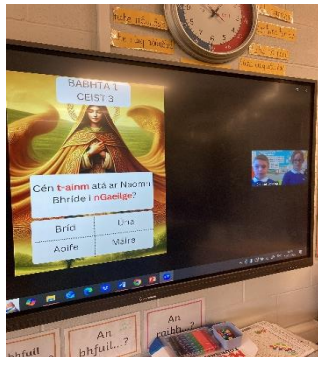 BABHTA 1
CEIST 3
Cén t-ainm atá ar Naomh
Bhríde i nGaeilge?
Bríd
Úna
Aoife
Máire
An
bhfuil...?
An
raibh...?
bhfuil